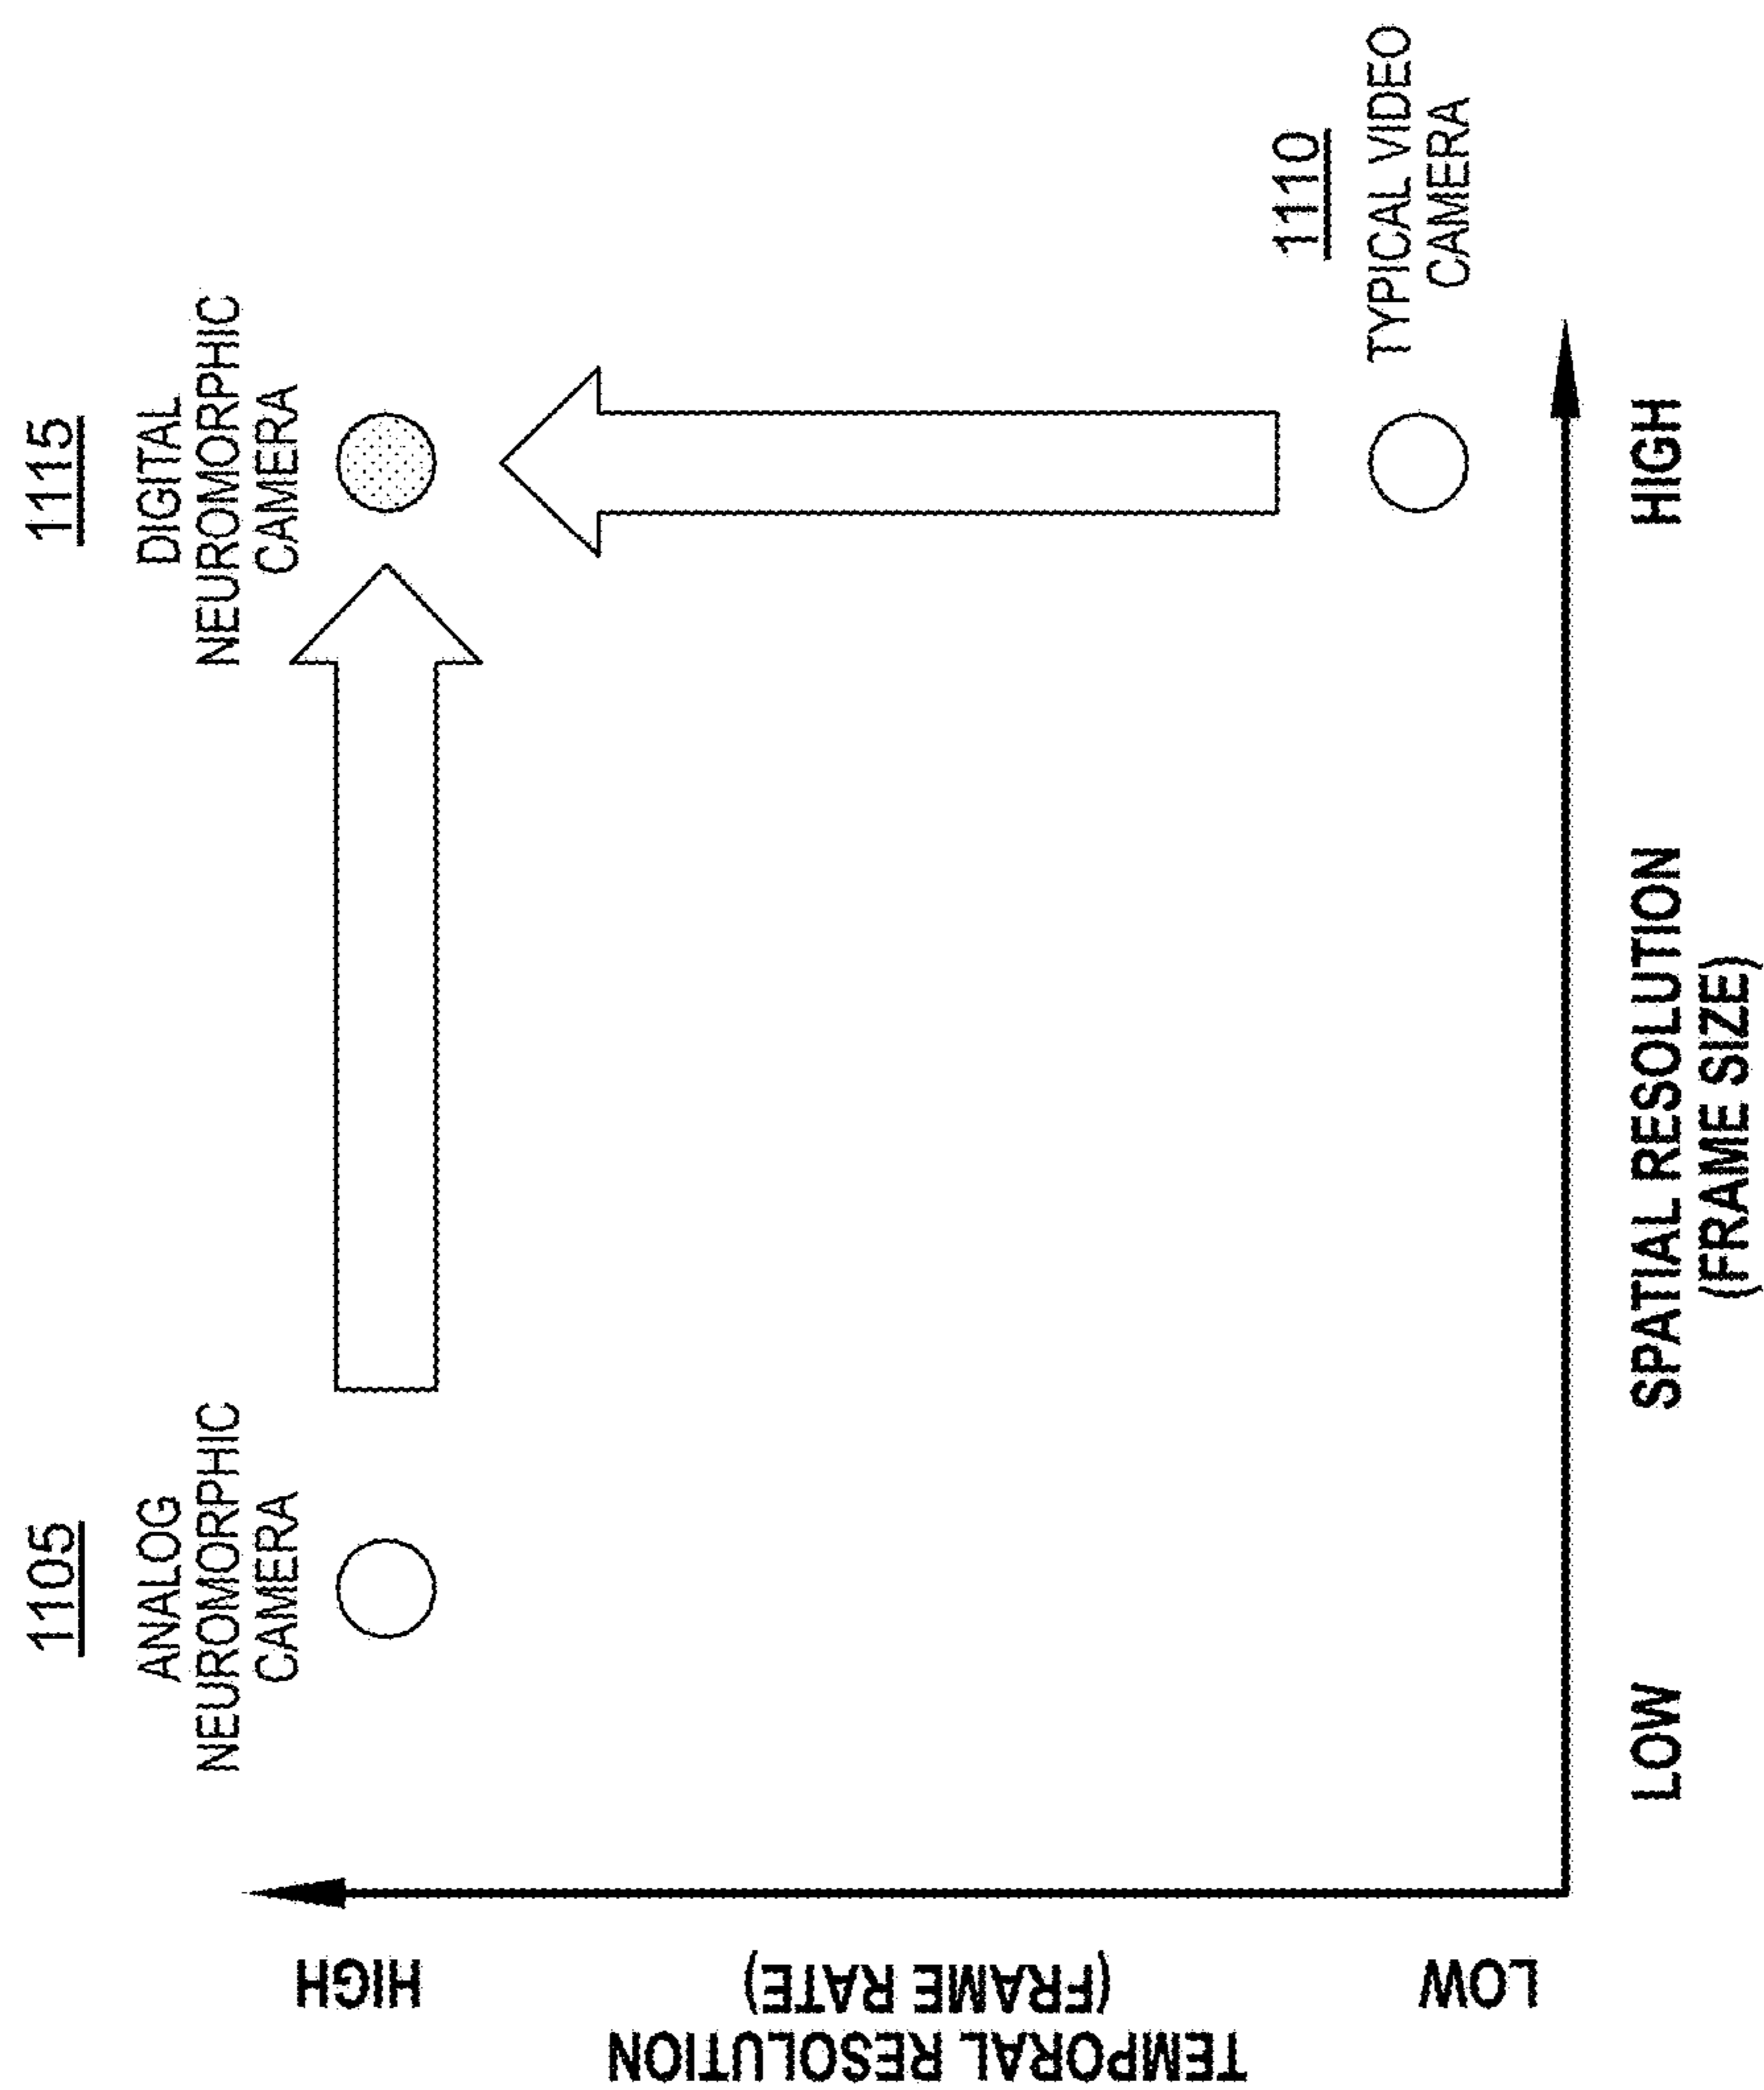 1105
ANALOG
NEUROMORPHIC
CAMERA
1115
DIGITAL
NEUROMORPHIC
CAMERA
1110
TYPICAL VIDEO
CAMERA
TEMPORAL RESOLUTION
(FRAME RATE)
HIGH
LOW
LOW
HIGH
SPATIAL RESOLUTION
(FRAME SIZE)